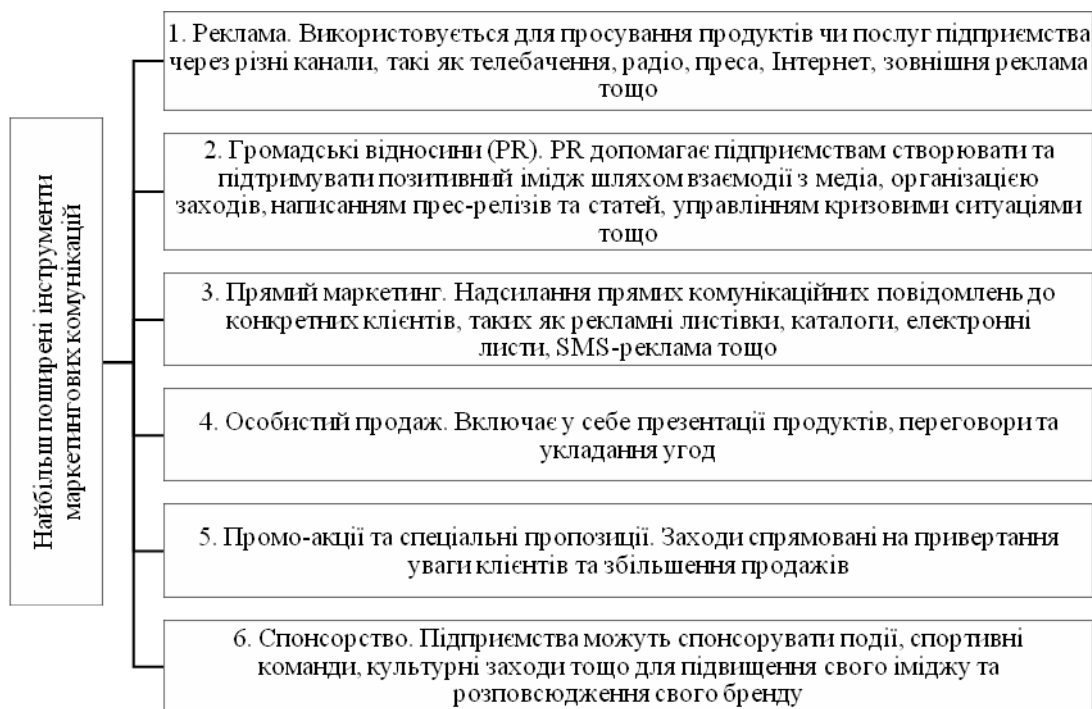 Найбільш поширені інструменти
маркетингових комунікацій
1. Реклама. Використовується для просування продуктів чи послуг підприємства
через різні канали, такі як телебачення, радіо, преса, Інтернет, зовнішня реклама
тощо
2. Громадські відносини (PR). PR допомагає підприємствам створювати та
підтримувати позитивний імідж шляхом взаємодії з медіа, організацією
заходів, написанням прес-релізів та статей, управлінням кризовими ситуаціями
тощо
3. Прямий маркетинг. Надсилання прямих комунікаційних повідомлень до
конкретних клієнтів, таких як рекламні листівки, каталоги, електронні
листи, SMS-реклама тощо
4. Особистий продаж. Включає у себе презентації продуктів, переговори та
укладання угод
5. Промо-акції та спеціальні пропозиції. Заходи спрямовані на привертання
уваги клієнтів та збільшення продажів
6. Спонсорство. Підприємства можуть спонсорувати події, спортивні
команди, культурні заходи тощо для підвищення свого іміджу та
розповсюдження свого бренду